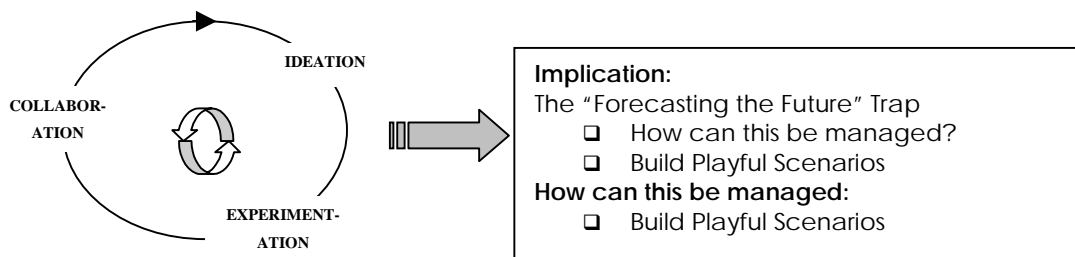 IDEATION
COLLABOR-
ATION
EXPERIMENT-
ATION
Implication:
The “Forecasting the Future” Trap
❑ How can this be managed?
❑ Build Playful Scenarios
How can this be managed:
❑ Build Playful Scenarios